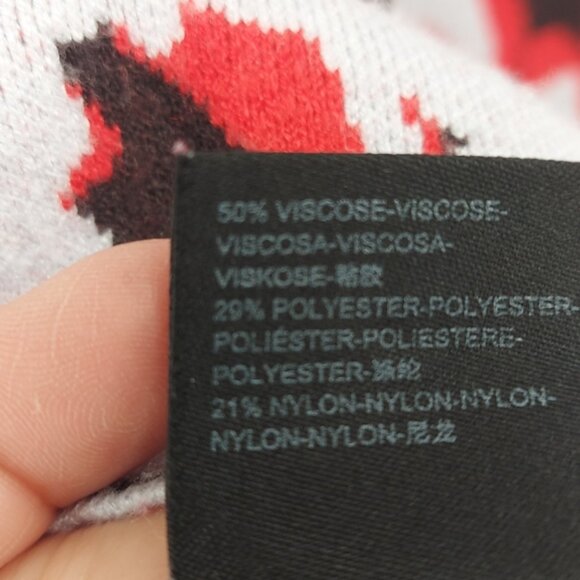 50% VISCOSE-VISCOSE-
VISCOSA-VISCOSA-
VISKOSE-粘纹
29% POLYESTER-POLYESTER-
POLIÉSTER-POLIESTERE-
POLYESTER-涤纶
21% NYLON-NYLON-NYLON-
NYLON-NYLON-尼龙